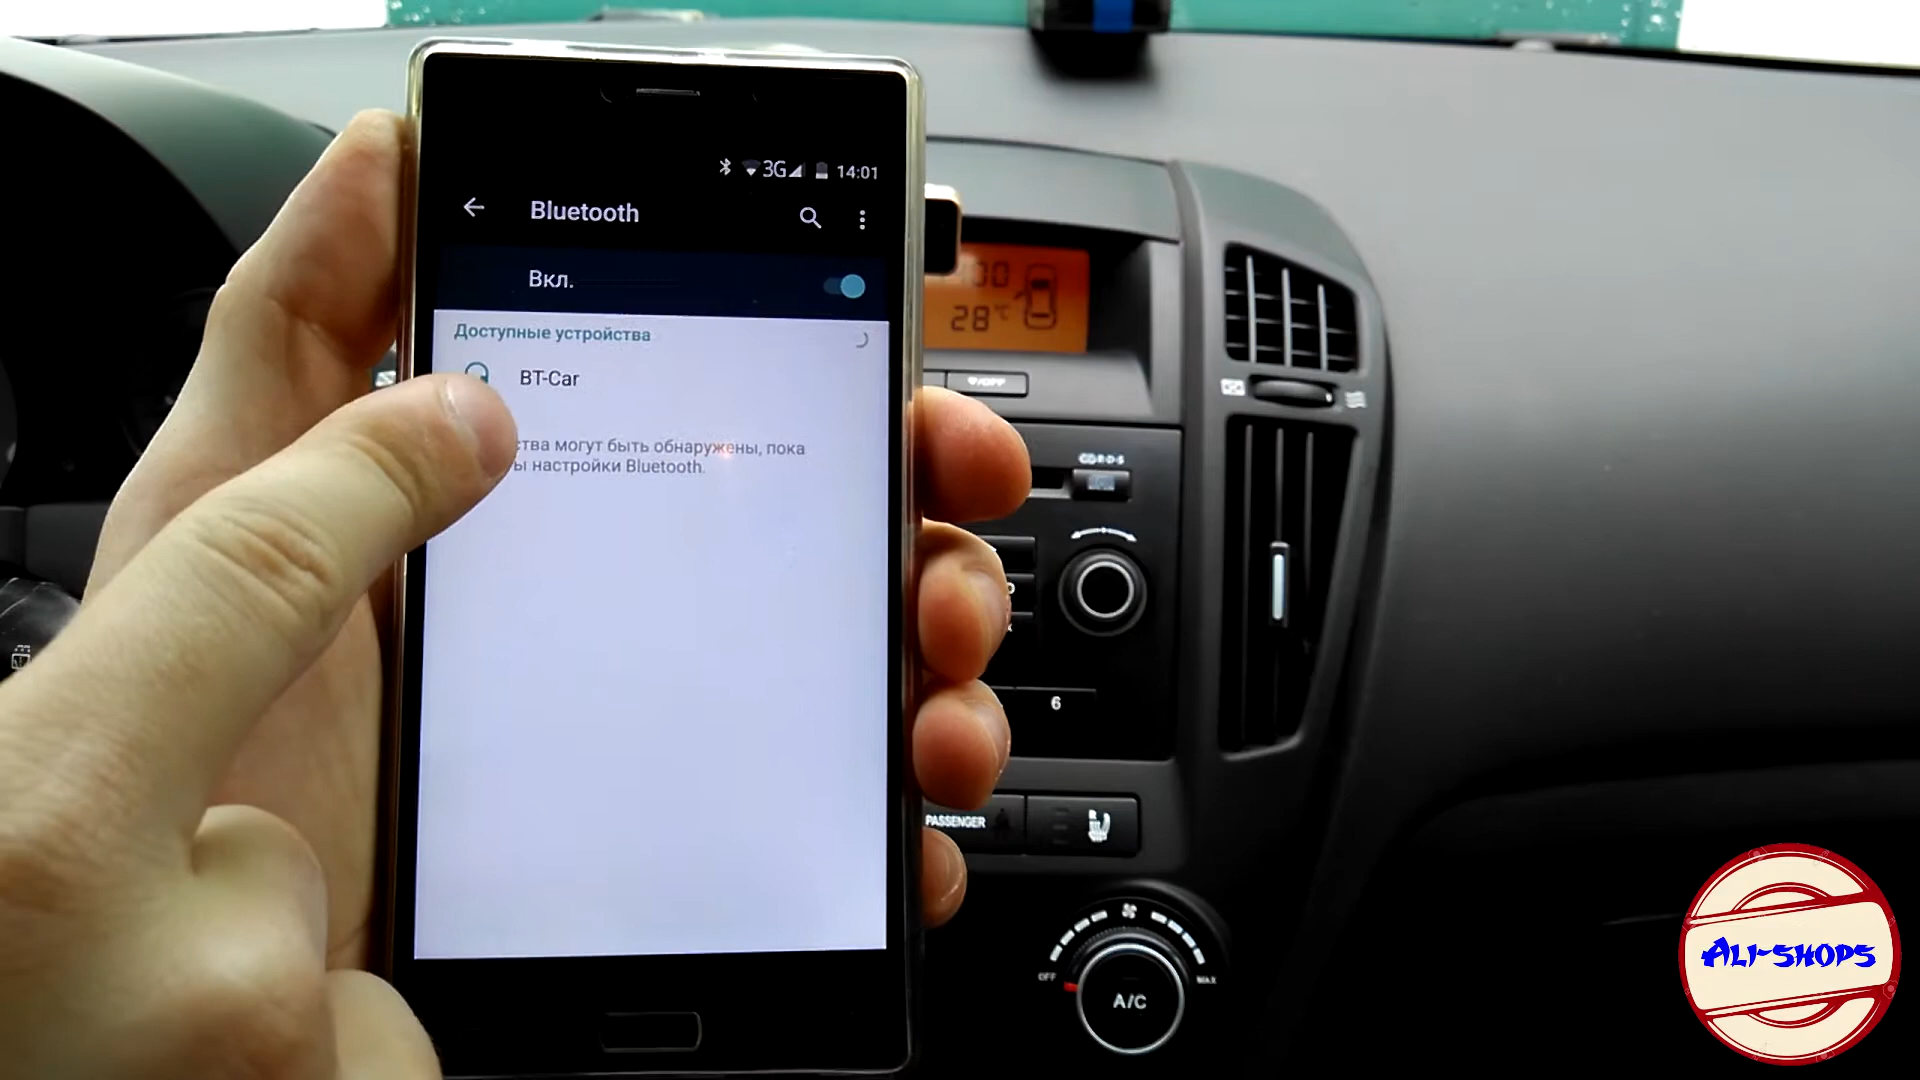 3G 14:01
Bluetooth
Вкл.
Доступные устройства
BT-Car
могут быть обнаружены, пока
настройки Bluetooth.
28 °C
OFF
6
PASSENGER
R
OFF
MAX
A/C
ALI-SHOPS